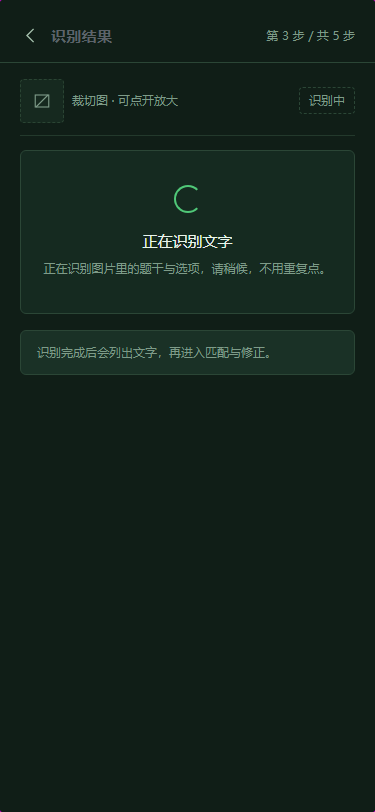 识别结果
第 3 步 / 共 5 步
裁切图 · 可点开放大
识别中
正在识别文字
正在识别图片里的题干与选项，请稍候，不用重复点。
识别完成后会列出文字，再进入匹配与修正。